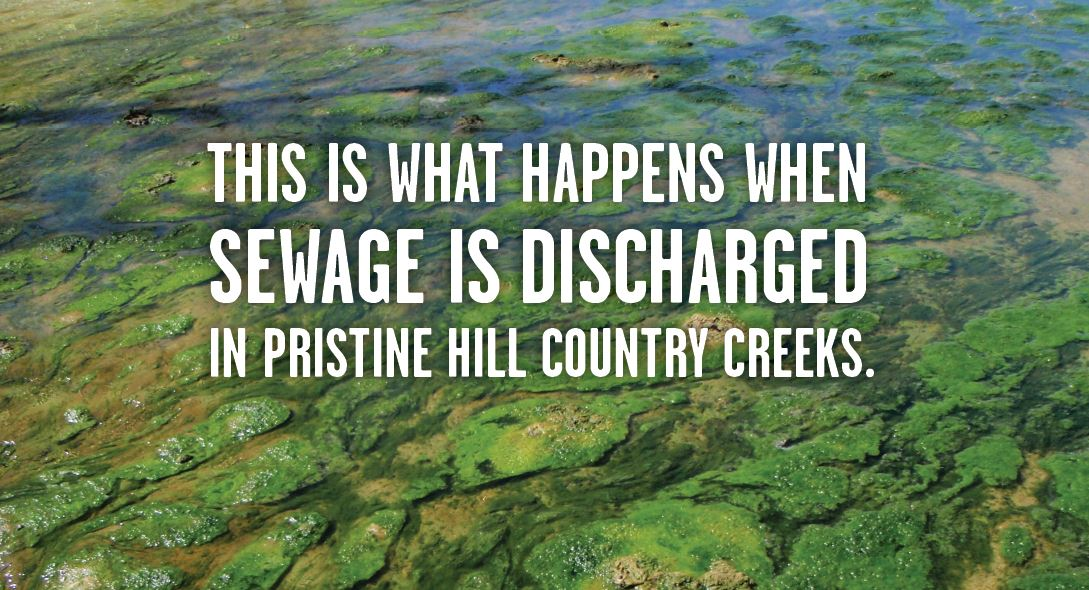 THIS IS WHAT HAPPENS WHEN
SEWAGE IS DISCHARGED
IN PRISTINE HILL COUNTRY CREEKS.